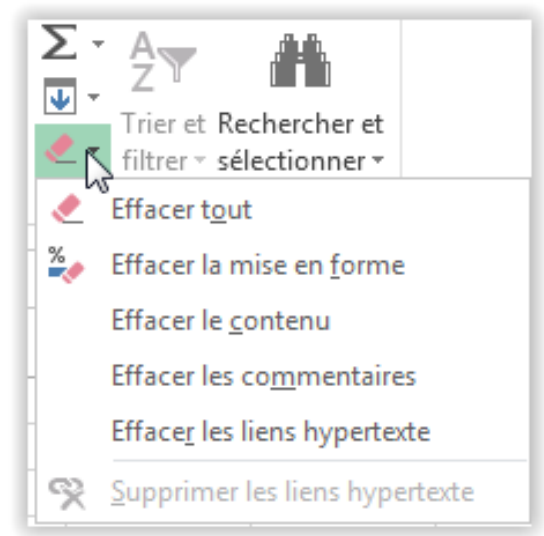 Σ
A
Z
Trier et
filtrer
Rechercher et
sélectionner
Effacer tout
%
Effacer la mise en forme
Effacer le contenu
Effacer les commentaires
Effacer les liens hypertexte
Supprimer les liens hypertexte